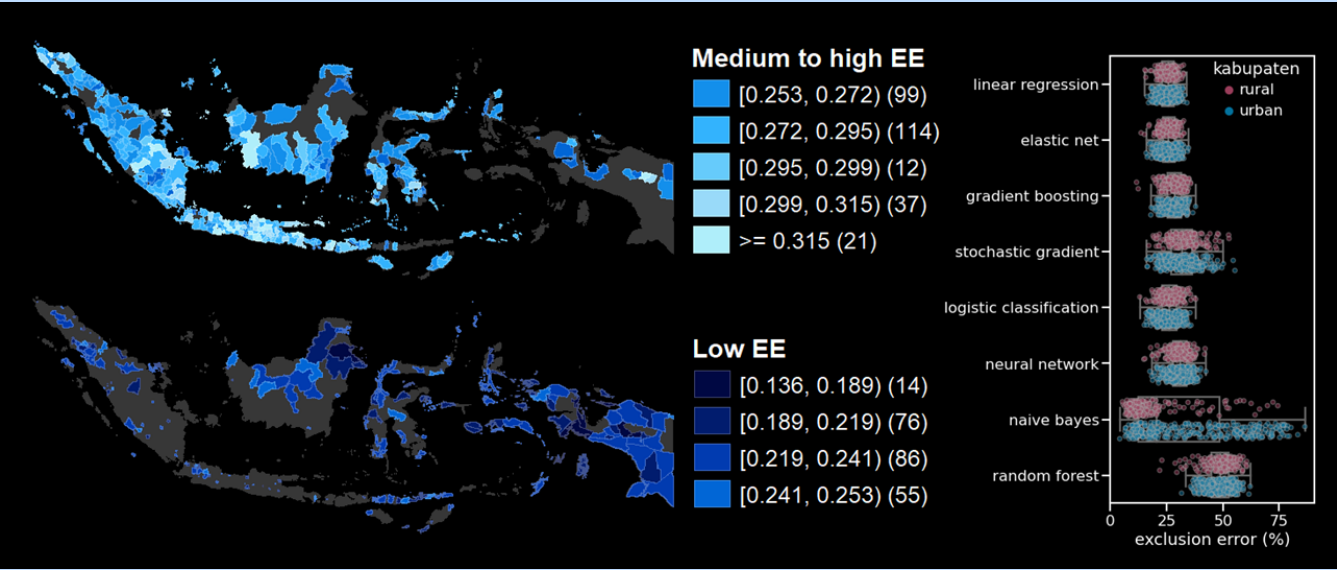 Medium to high EE
[0.253, 0.272) (99)
[0.272, 0.295) (114)
[0.295, 0.299) (12)
[0.299, 0.315) (37)
>= 0.315 (21)
Low EE
[0.136, 0.189) (14)
[0.189, 0.219) (76)
[0.219, 0.241) (86)
[0.241, 0.253) (55)
kabupaten
rural
urban
linear regression
elastic net
gradient boosting
stochastic gradient
logistic classification
neural network
naive bayes
random forest
0 25 50 75
exclusion error (%)